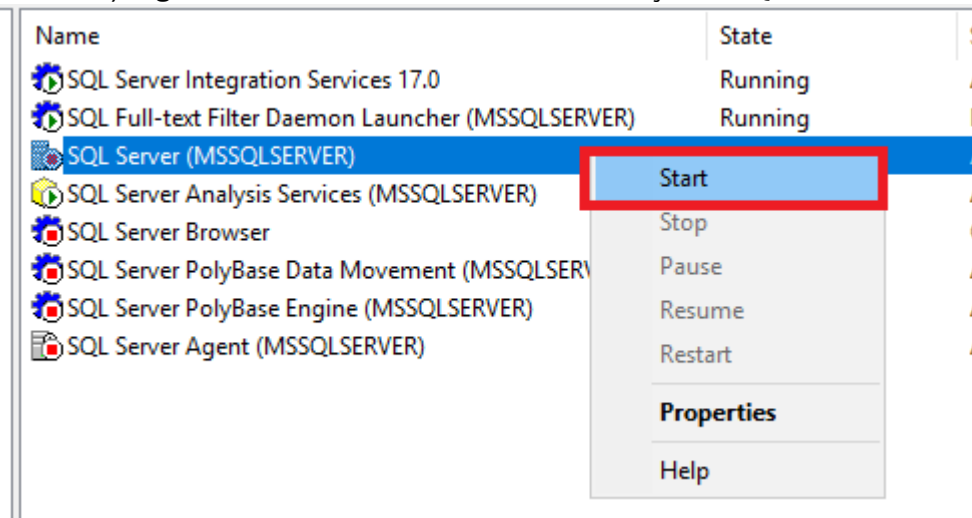 Name State
SQL Server Integration Services 17.0 Running
SQL Full-text Filter Daemon Launcher (MSSQLSERVER) Running
SQL Server (MSSQLSERVER)
Start
SQL Server Analysis Services (MSSQLSERVER)
Stop
SQL Server Browser
Pause
SQL Server PolyBase Data Movement (MSSQLSERV
SQL Server PolyBase Engine (MSSQLSERVER)
Resume
SQL Server Agent (MSSQLSERVER)
Restart
Properties
Help